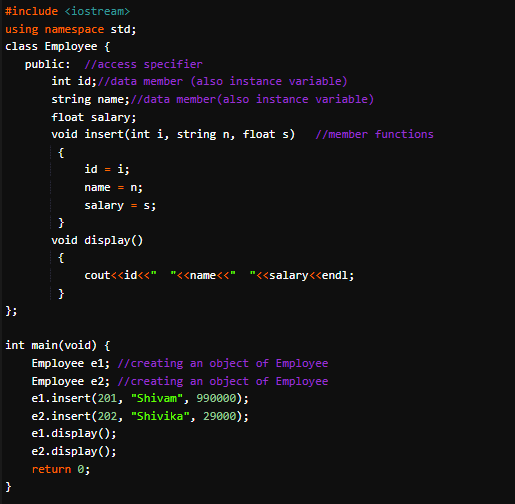 #include <iostream>
using namespace std;
class Employee {
   public:  //access specifier
       int id;//data member (also instance variable)
       string name;//data member(also instance variable)
       float salary;
       void insert(int i, string n, float s)   //member functions
        {
            id = i;
            name = n;
            salary = s;
        }
       void display()
        {
            cout<<id<<"  "<<name<<"  "<<salary<<endl;
        }
};
int main(void) {
    Employee e1; //creating an object of Employee
    Employee e2; //creating an object of Employee
    e1.insert(201, "Shivam", 990000);
    e2.insert(202, "Shivika", 29000);
    e1.display();
    e2.display();
    return 0;
}